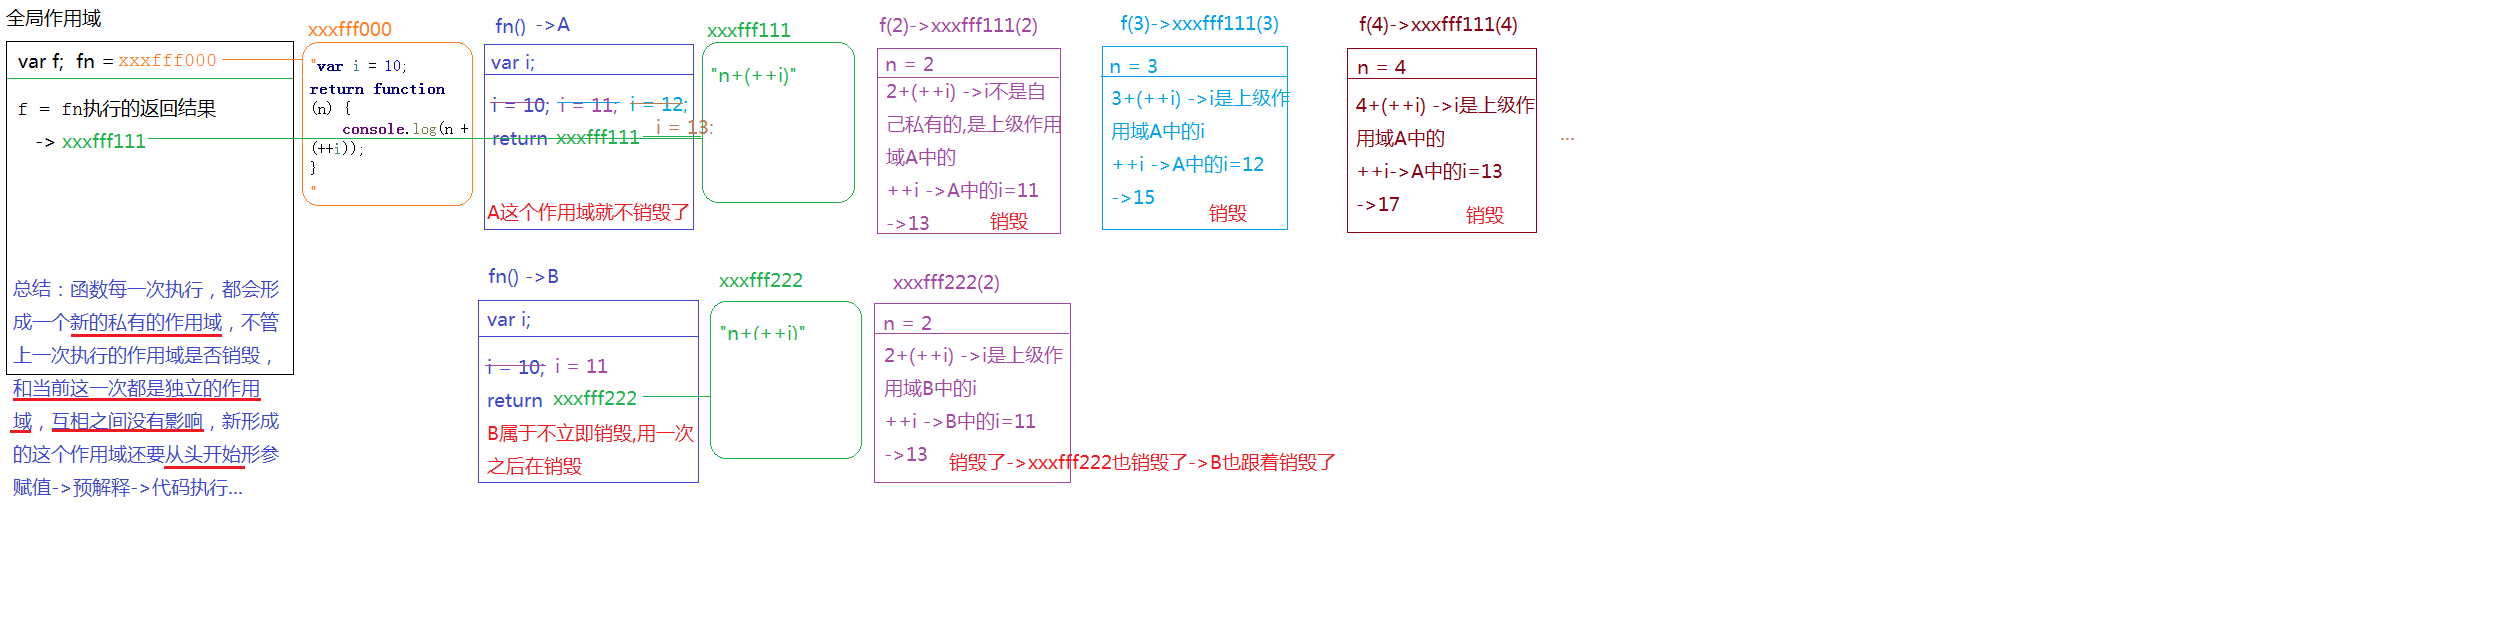 全局作用域
var f;  fn = xxxfff000
f = fn执行的返回结果
-> xxxfff111
总结：函数每一次执行，都会形
成一个新的私有的作用域，不管
上一次执行的作用域是否销毁，
和当前这一次都是独立的作用
域，互相之间没有影响，新形成
的这个作用域还要从头开始形参
赋值->预解释->代码执行...
xxxfff000
"var i = 10;
return function
(n) {
console.log(n +
(++i));
}
"
fn()  ->A
var i;
i = 10; i = 11; i = 12;
i = 13;
return  xxxfff111
A这个作用域就不销毁了
xxxfff111
"n+(++i)"
f(2)->xxxfff111(2)
n = 2
2+(++i) ->i不是自
己私有的,是上级作用
域A中的
++i ->A中的i=11
->13
销毁
f(3)->xxxfff111(3)
n = 3
3+(++i) ->i是上级作
用域A中的i
++i ->A中的i=12
->15
销毁
f(4)->xxxfff111(4)
n = 4
4+(++i) ->i是上级作
用域A中的
++i->A中的i=13
->17
销毁
...
fn() ->B
var i;
i = 10;  i = 11
return  xxxfff222
B属于不立即销毁,用一次
之后在销毁
xxxfff222
"n+(++i)"
xxxfff222(2)
n = 2
2+(++i) ->i是上级作
用域B中的i
++i ->B中的i=11
->13
销毁了->xxxfff222也销毁了->B也跟着销毁了